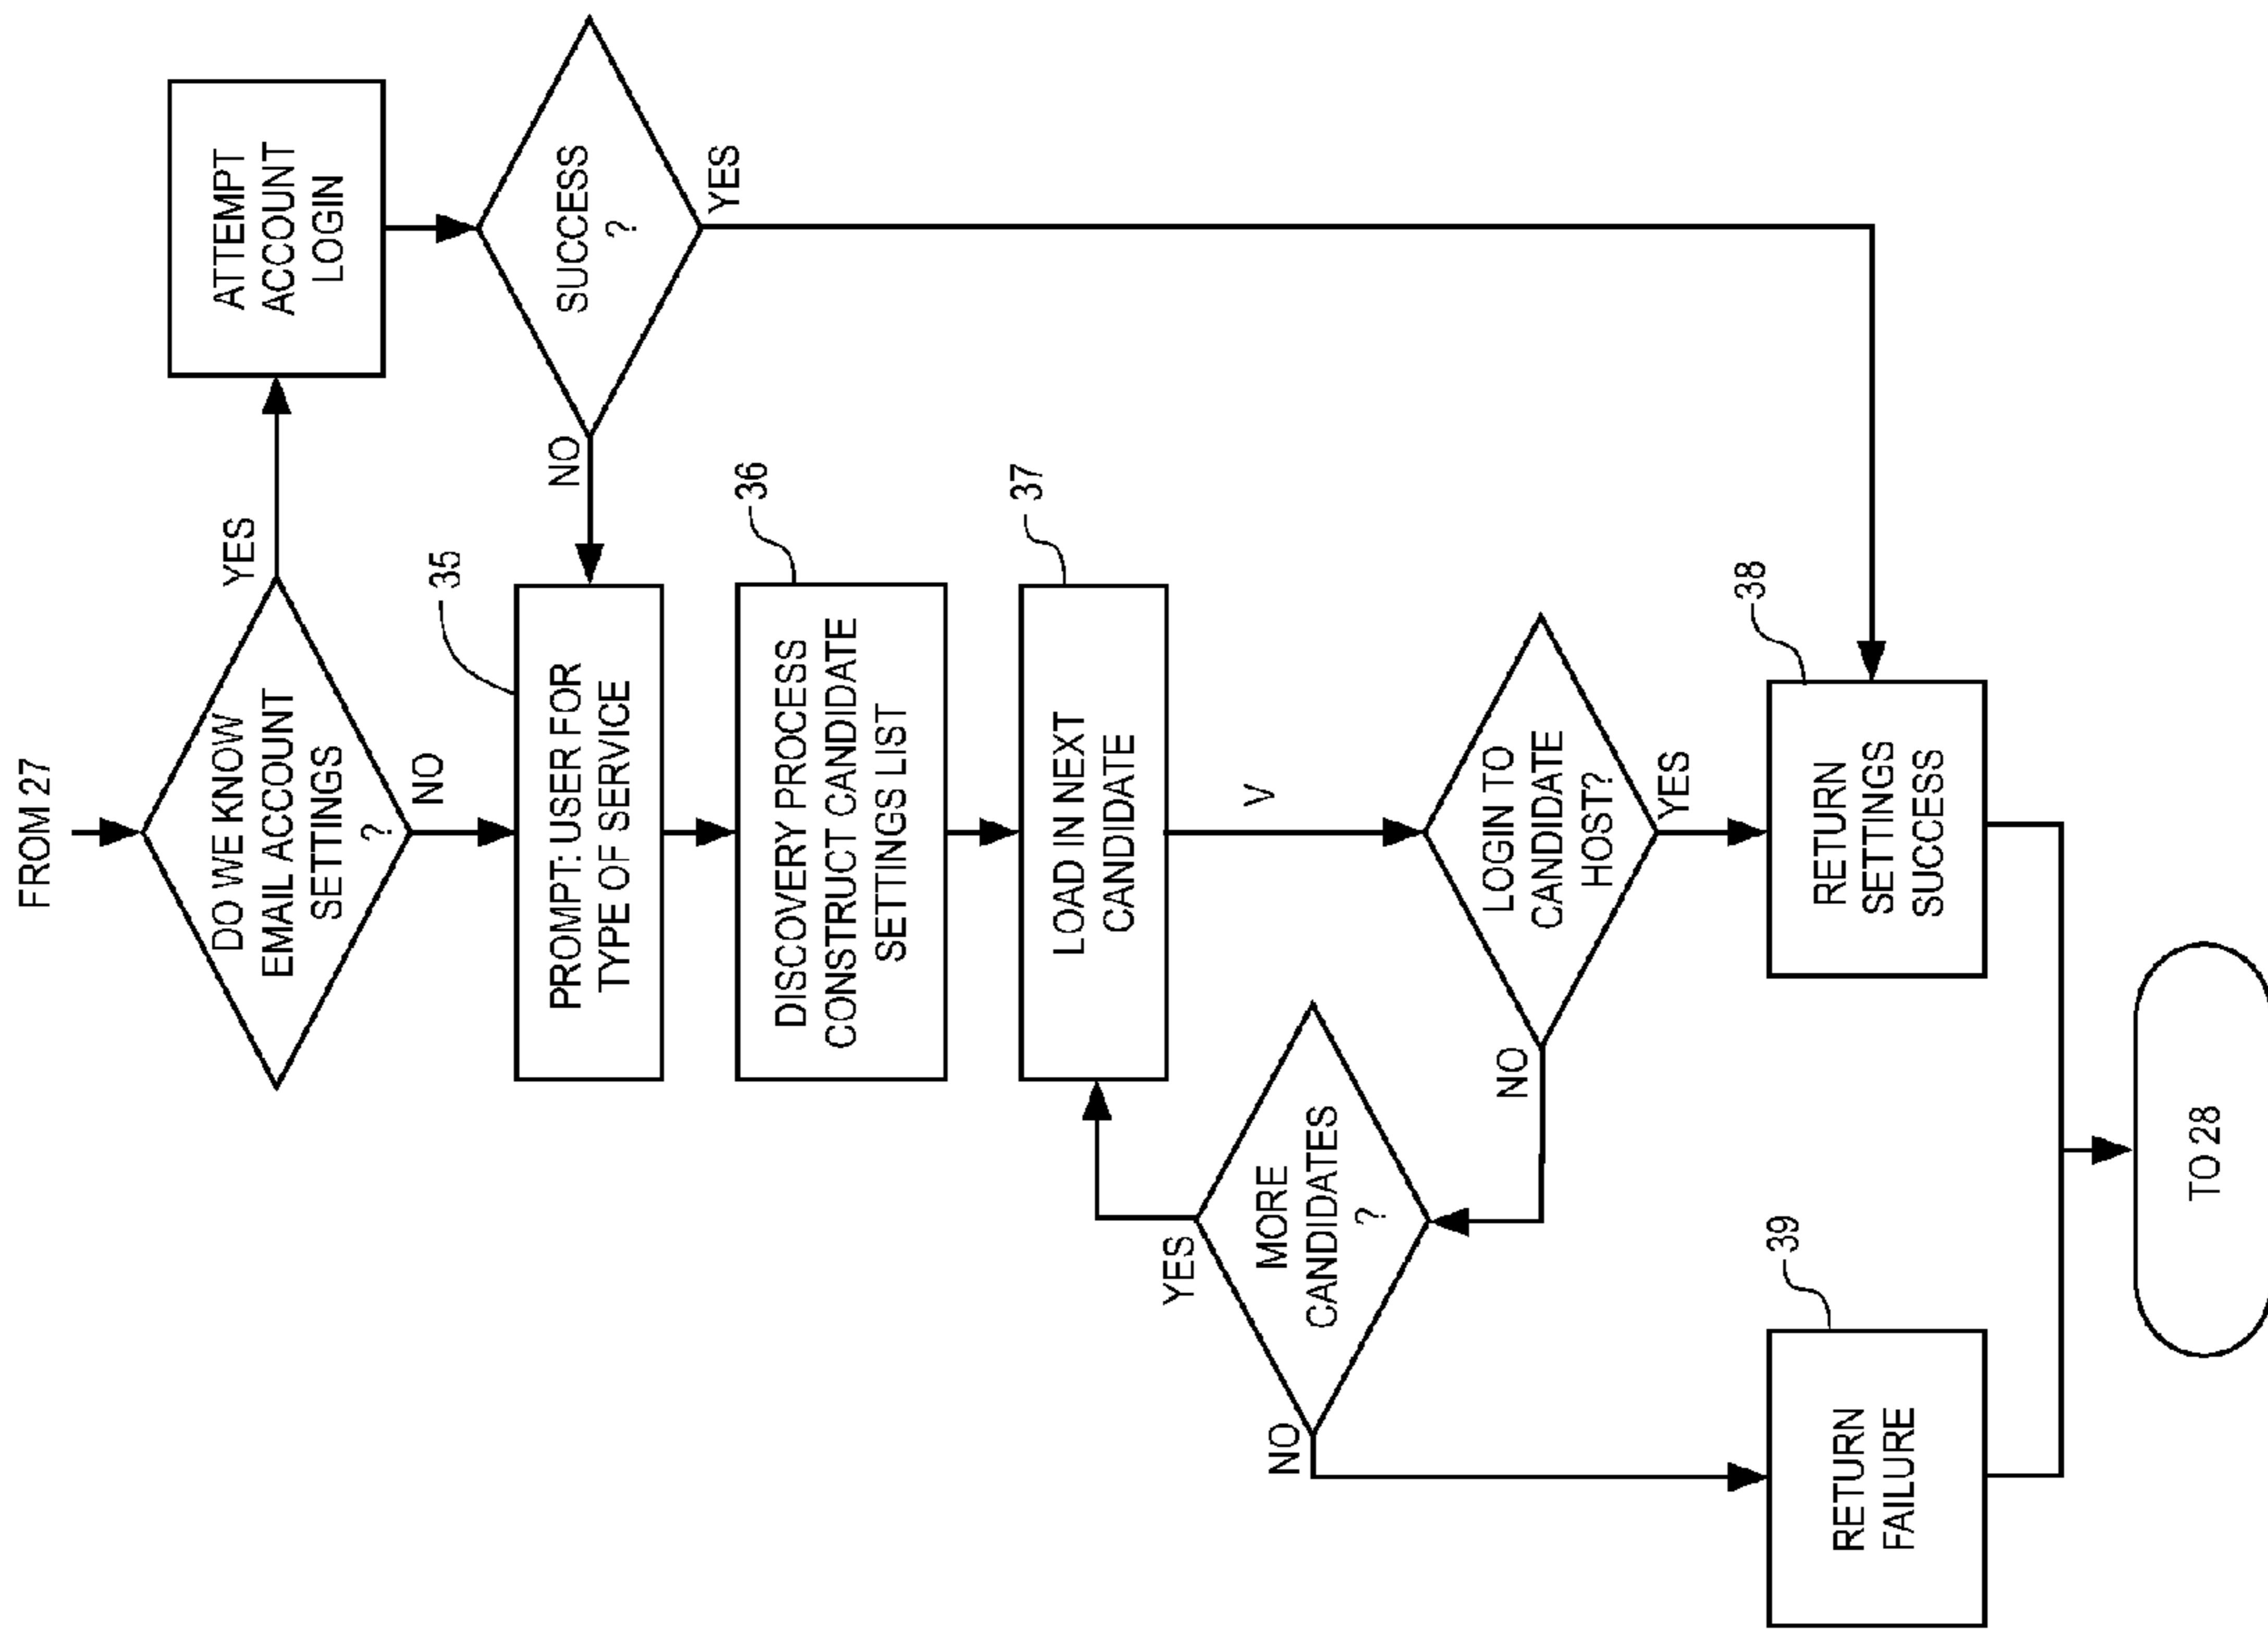 FROM 27
DO WE KNOW
EMAIL ACCOUNT
SETTINGS
?
YES
NO
ATTEMPT
ACCOUNT
LOGIN
SUCCESS
?
YES
NO
35
PROMPT: USER FOR
TYPE OF SERVICE
36
DISCOVERY PROCESS
CONSTRUCT CANDIDATE
SETTINGS LIST
37
LOAD IN NEXT
CANDIDATE
V
LOGIN TO
CANDIDATE
HOST?
YES
NO
MORE
CANDIDATES
?
YES
NO
38
RETURN
SETTINGS
SUCCESS
39
RETURN
FAILURE
TO 28